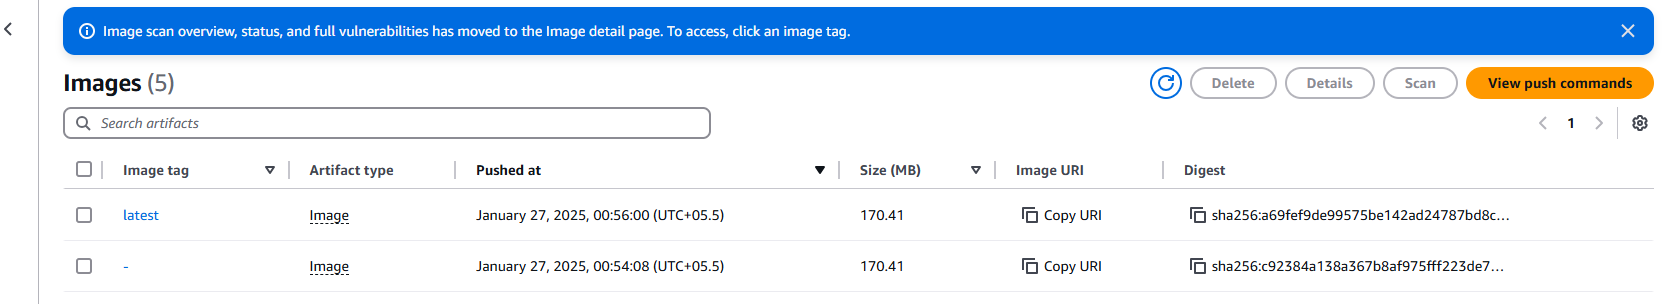 Image scan overview, status, and full vulnerabilities has moved to the Image detail page. To access, click an image tag.
Images (5)
Delete
Details
Scan
View push commands
Search artifacts
1
Image tag Artifact type Pushed at Size (MB) Image URI Digest
latest Image January 27, 2025, 00:56:00 (UTC+05.5) 170.41 Copy URI sha256:a69fef9de99575be142ad24787bd8c...
- Image January 27, 2025, 00:54:08 (UTC+05.5) 170.41 Copy URI sha256:c92384a138a367b8af975fff223de7...